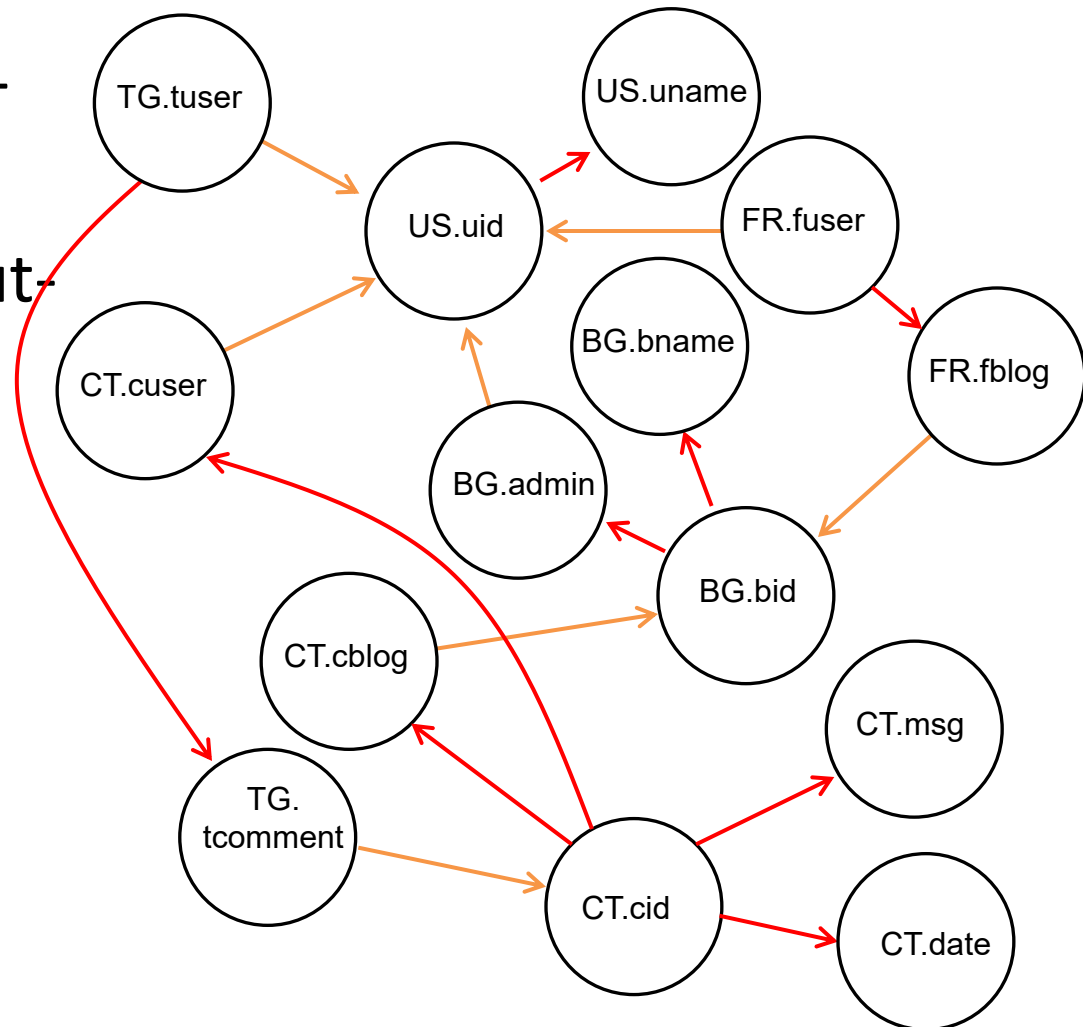 TG.tuser
US.uname
US.uid
FR.fuser
BG.bname
FR.fblog
CT.cuser
BG.admin
BG.bid
CT.cblog
CT.msg
TG.
tcomment
CT.cid
CT.date